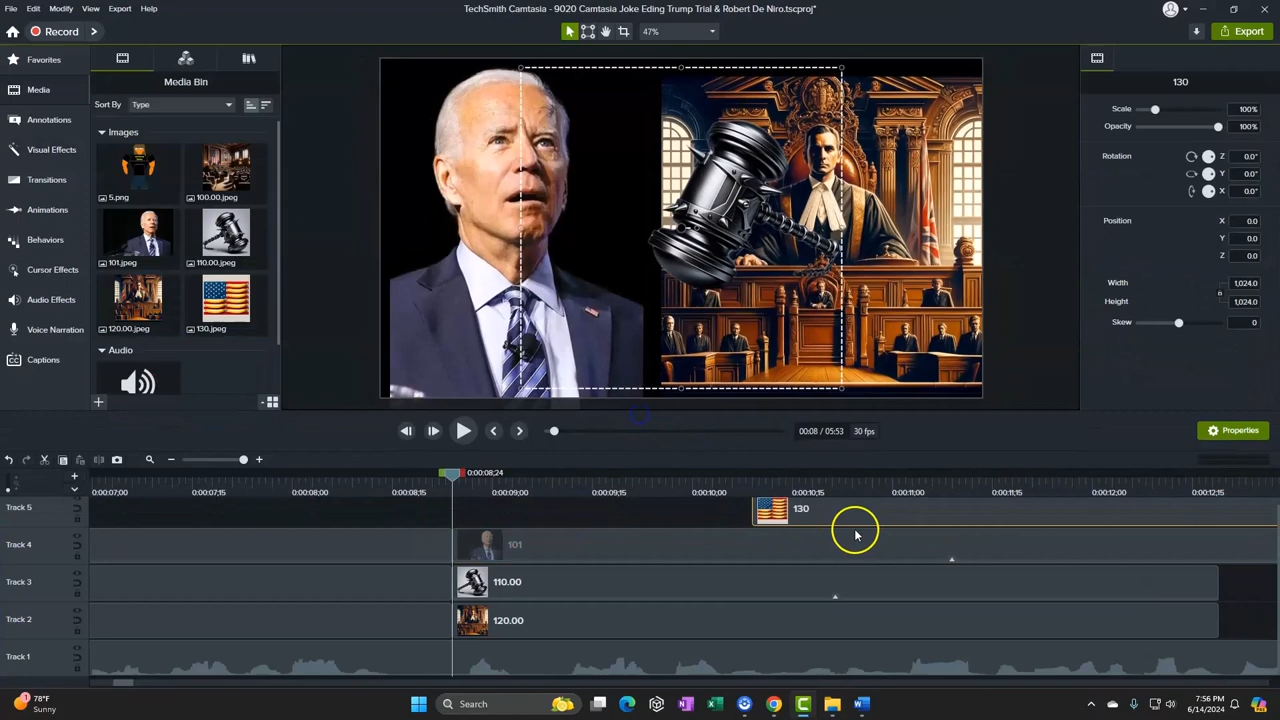 File Edit Modify View Export Help TechSmith Camtasia - 9020 Camtasia Joke Eding Trump Trial & Robert De Niro.tscproj*
Record 47% Export
Favorites
Media
Annotations
Visual Effects
Transitions
Animations
Behaviors
Cursor Effects
Audio Effects
Voice Narration
Captions
Media Bin
Sort By Type
Images
5.png 100.00.jpeg
101.jpeg 110.00.jpeg
120.00.jpeg 130.jpeg
Audio
130
Scale 100%
Opacity 100%
Rotation Z 0.0°
Y 0.0°
X 0.0°
Position X 0.0
Y 0.0
Z 0.0
Width 1,024.0
Height 1,024.0
Skew 0
00:08 / 05:53 30 fps
Properties
0:00:08;24
0:00:07;00 0:00:07;15 0:00:08;00 0:00:08;15 0:00:09;00 0:00:09;15 0:00:10;00 0:00:10;15 0:00:11;00 0:00:11;15 0:00:12;00 0:00:12;15
Track 5 130
Track 4 101
Track 3 110.00
Track 2 120.00
Track 1
1 78°F
Sunny
Search
7:56 PM
6/14/2024